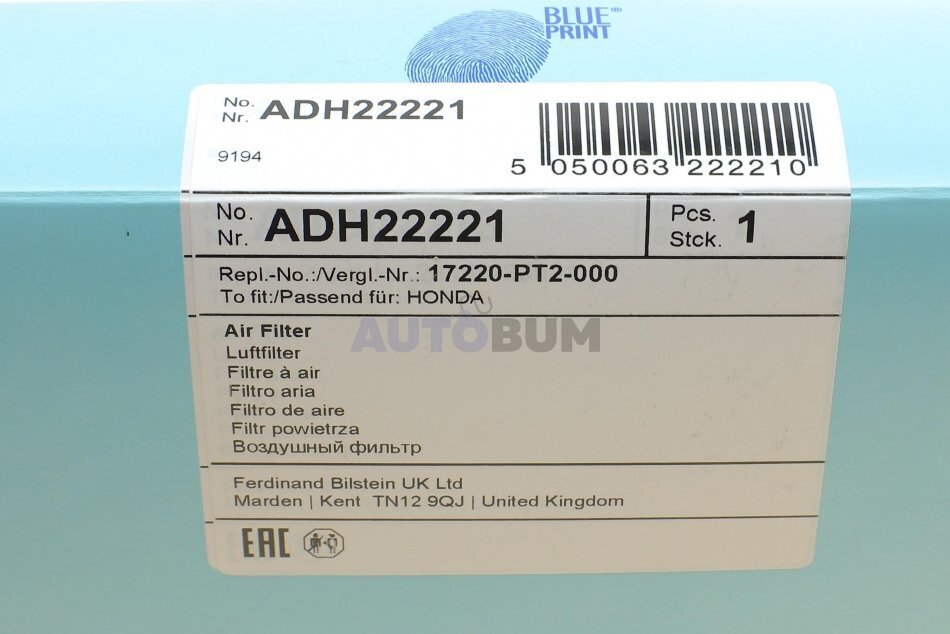 BLUE®
PRINT
No.
Nr. ADH22221
9194
5 050063 222210
No.
Nr. ADH22221
Pcs.
Stck. 1
Repl.-No.:/Vergl.-Nr.: 17220-PT2-000
To fit:/Passend für: HONDA
AUTOBUM
Air Filter
Luftfilter
Filtre à air
Filtro aria
Filtro de aire
Filtr powietrza
Воздушный фильтр
Ferdinand Bilstein UK Ltd
Marden | Kent TN12 9QJ | United Kingdom
EAC